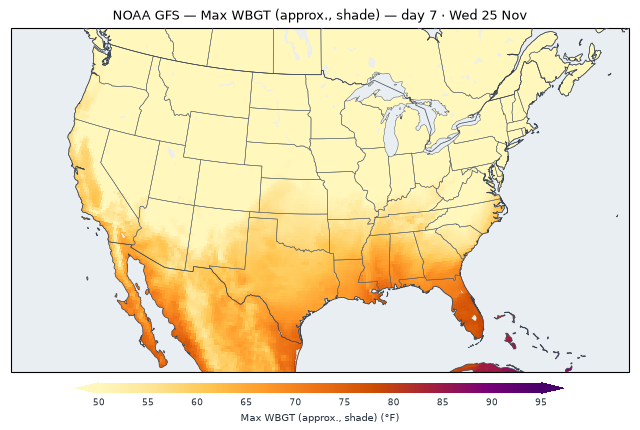 NOAA GFS — Max WBGT (approx., shade) — day 7 · Wed 25 Nov
50 55 60 65 70 75 80 85 90 95
Max WBGT (approx., shade) (°F)